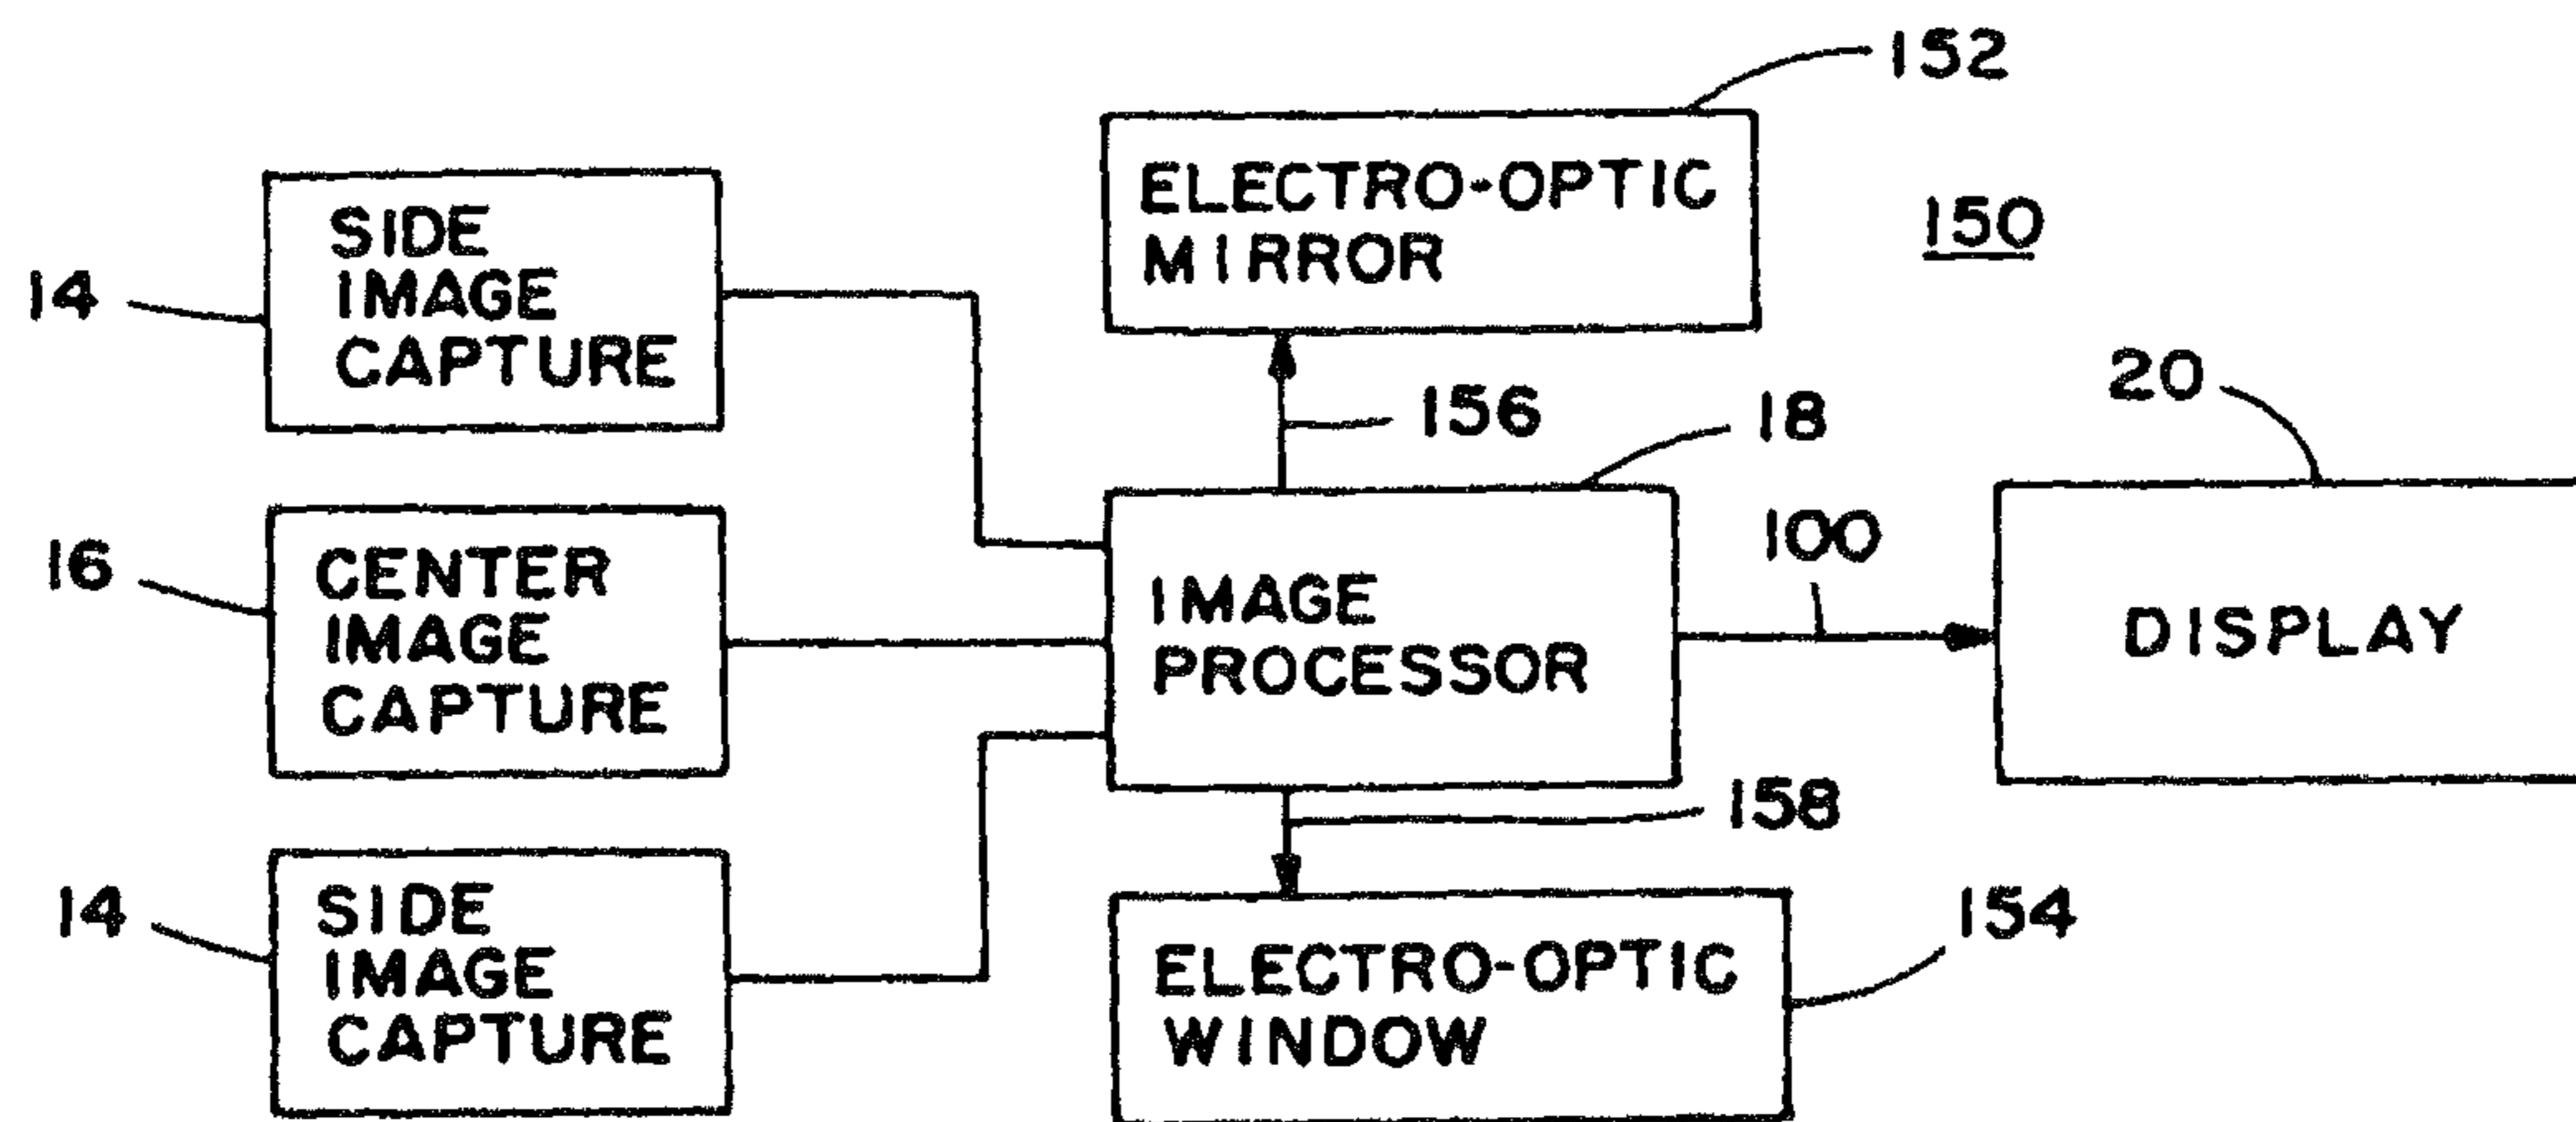 152
ELECTRO-OPTIC
MIRROR
150
SIDE
IMAGE
CAPTURE
14
156
18
20
100
CENTER
IMAGE
CAPTURE
16
IMAGE
PROCESSOR
DISPLAY
158
SIDE
IMAGE
CAPTURE
14
ELECTRO-OPTIC
WINDOW
154